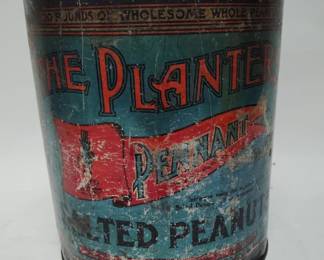 POUNDS OF WHOLESOME WHOLE
THE PLANTER
PENNANT
SALTED PEANUT